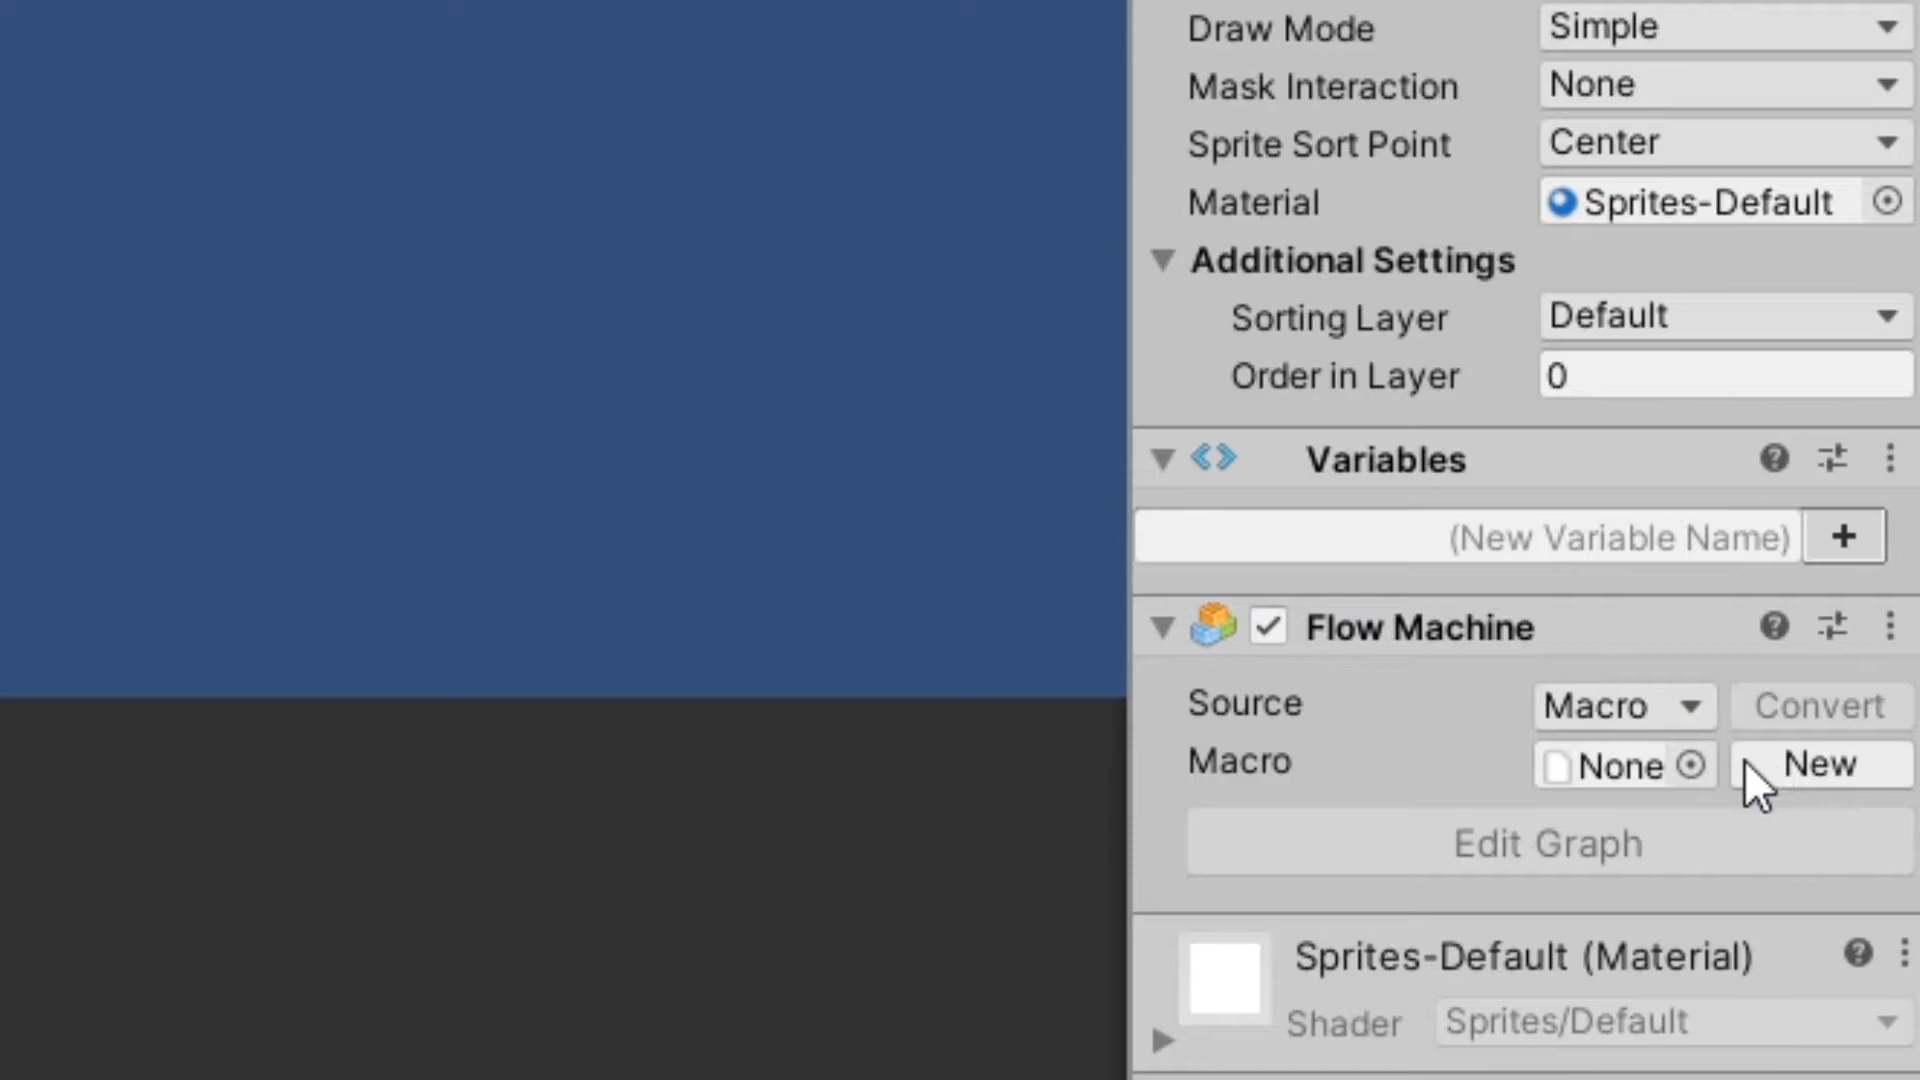 Draw Mode Simple
Mask Interaction None
Sprite Sort Point Center
Material Sprites-Default
Additional Settings
Sorting Layer Default
Order in Layer 0
Variables
(New Variable Name) +
Flow Machine
Source Macro Convert
Macro None New
Edit Graph
Sprites-Default (Material)
Shader Sprites/Default